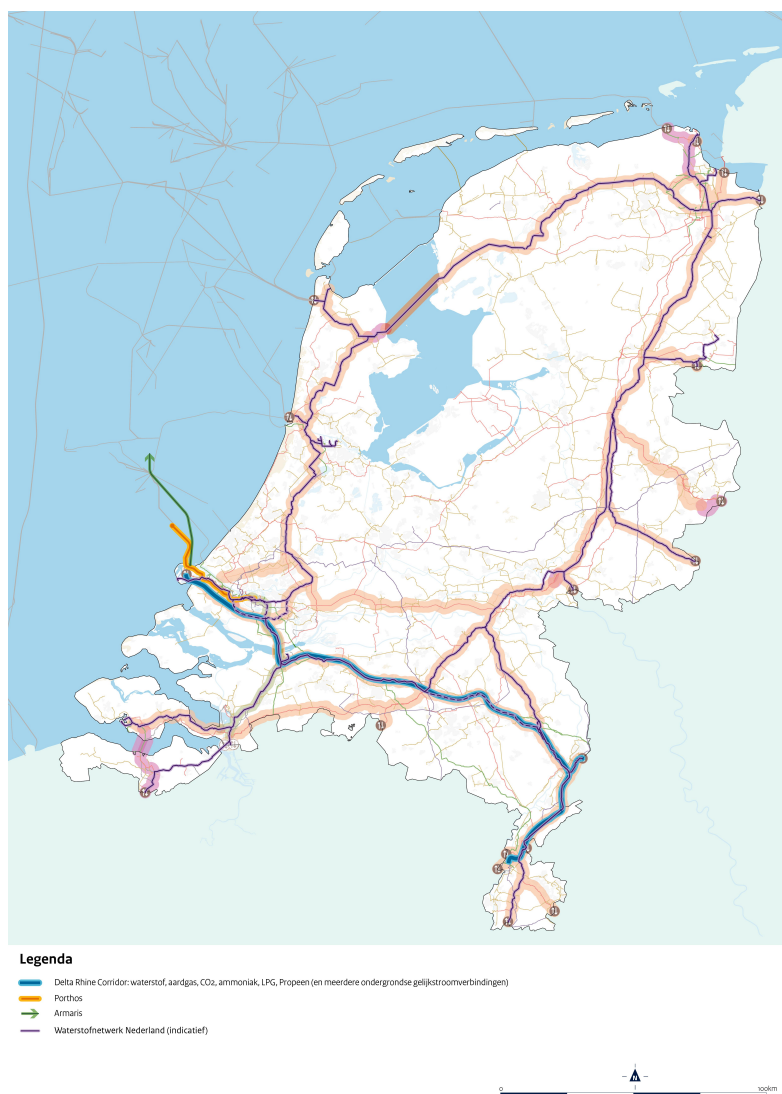 Legenda
Delta Rhine Corridor: waterstof, aardgas, CO2, ammoniak, LPG, Propeen (en meerdere ondergrondse gelijkstroomverbindingen)
Porthos
Armaris
Waterstofnetwerk Nederland (indicatief)
N
0 100km